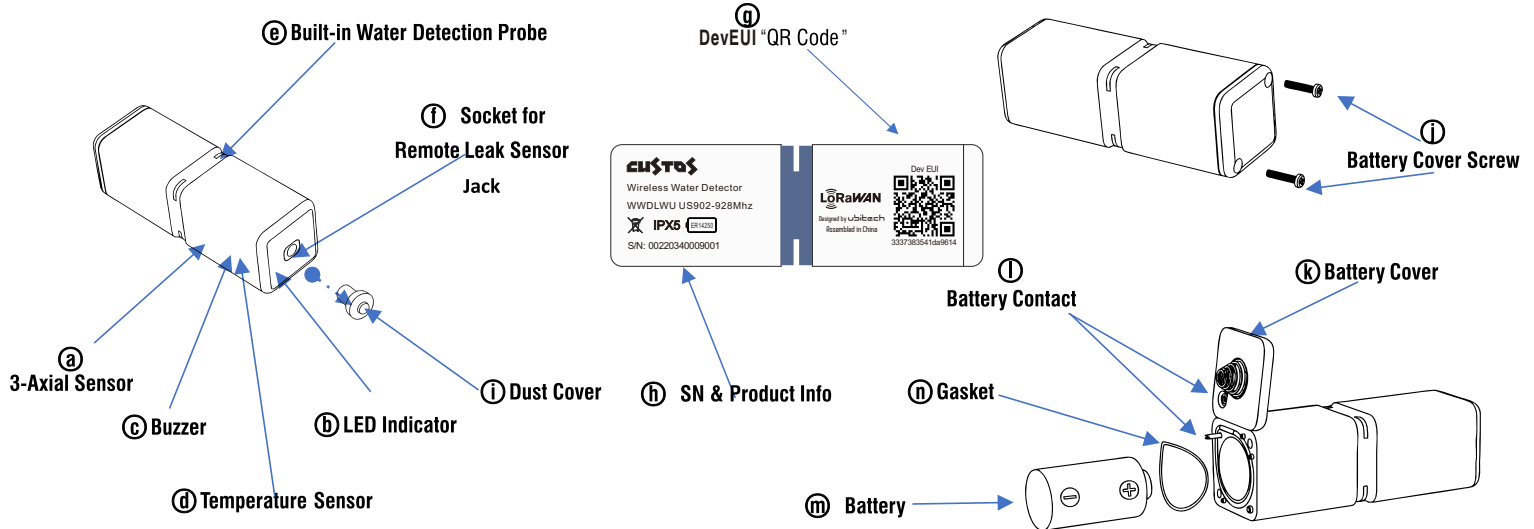 ⓔ Built-in Water Detection Probe
ⓖ
DevEUI “QR Code”
ⓕ Socket for
Remote Leak Sensor
Jack
ⓙ
Battery Cover Screw
CUSTOS
Wireless Water Detector
WWDLWU US902-928Mhz
IPX5 ER14250
S/N: 00220340009001
Dev EUI
LoRaWAN
Designed by ubitech
Assembled in China
3337383541da9614
ⓐ
3-Axial Sensor
ⓒ Buzzer
ⓑ LED Indicator
ⓓ Temperature Sensor
ⓘ Dust Cover
ⓗ SN & Product Info
ⓛ
Battery Contact
ⓚ Battery Cover
ⓝ Gasket
ⓜ Battery
− +